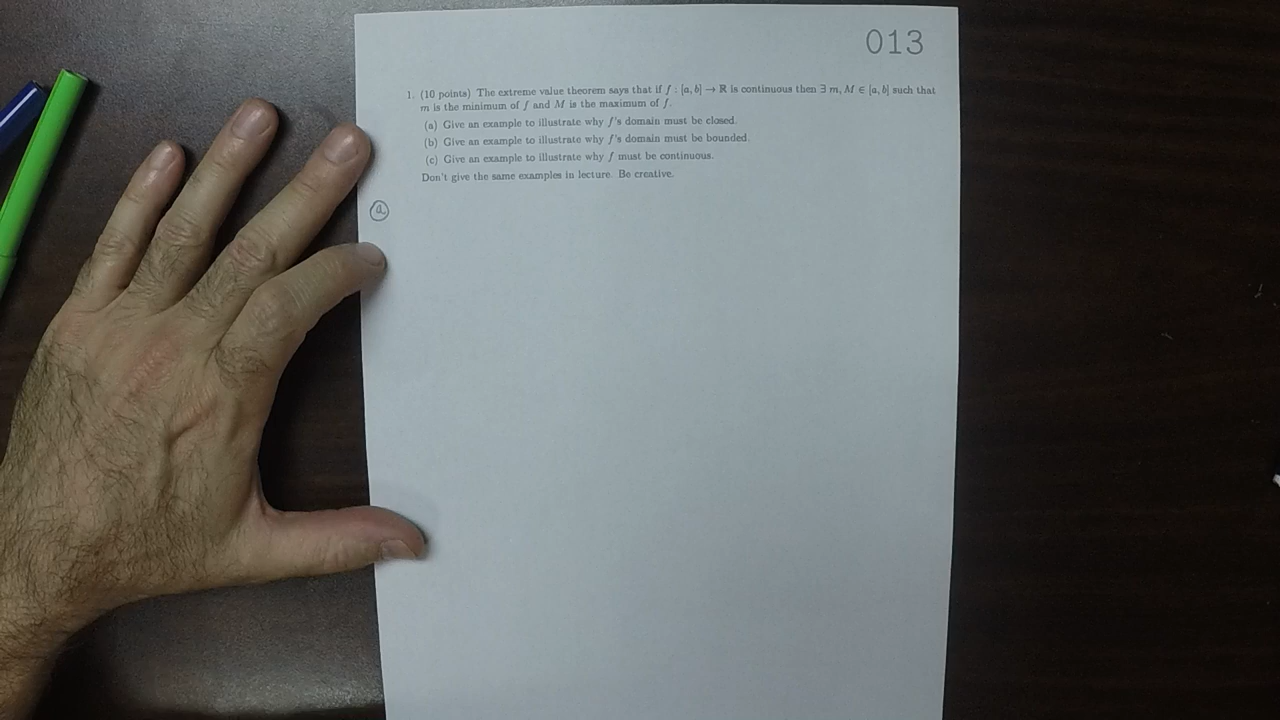 013
1. (10 points) The extreme value theorem says that if f : [a, b] → ℝ is continuous then ∃ m, M ∈ [a, b] such that
m is the minimum of f and M is the maximum of f.
(a) Give an example to illustrate why f's domain must be closed.
(b) Give an example to illustrate why f's domain must be bounded.
(c) Give an example to illustrate why f must be continuous.
Don't give the same examples in lecture. Be creative.
a